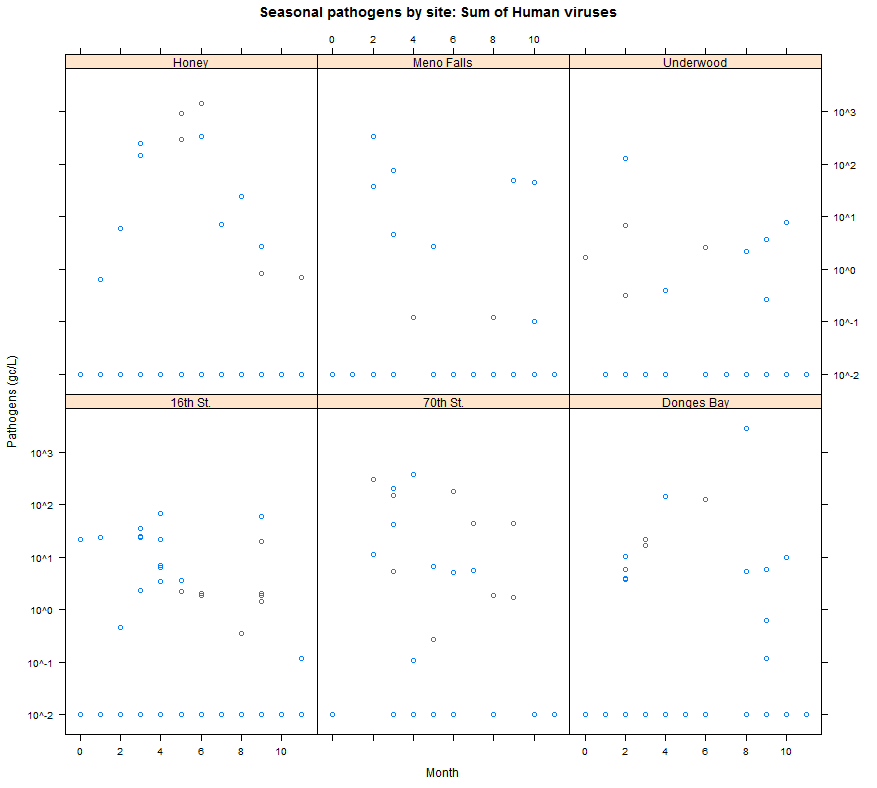 Seasonal pathogens by site: Sum of Human viruses
0 2 4 6 8 10
Honey Meno Falls Underwood
10^3
10^2
10^1
10^0
10^-1
10^-2
Pathogens (gc/L)
16th St. 70th St. Donges Bay
10^3
10^2
10^1
10^0
10^-1
10^-2
0 2 4 6 8 10 0 2 4 6 8 10
Month